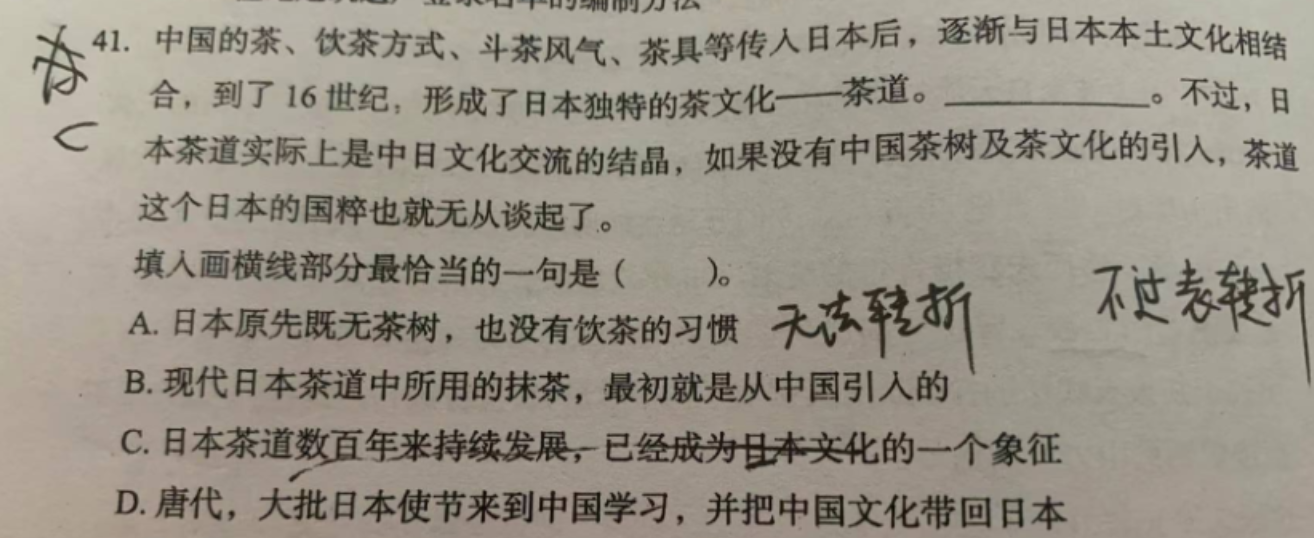 41. 中国的茶、饮茶方式、斗茶风气、茶具等传入日本后，逐渐与日本本土文化相结
合，到了 16 世纪，形成了日本独特的茶文化——茶道。____________。不过，日
C 本茶道实际上是中日文化交流的结晶，如果没有中国茶树及茶文化的引入，茶道
这个日本的国粹也就无从谈起了。
填入画横线部分最恰当的一句是（　　）。
不过表转折
A. 日本原先既无茶树，也没有饮茶的习惯 无法转折
B. 现代日本茶道中所用的抹茶，最初就是从中国引入的
C. 日本茶道数百年来持续发展，已经成为日本文化的一个象征
D. 唐代，大批日本使节来到中国学习，并把中国文化带回日本